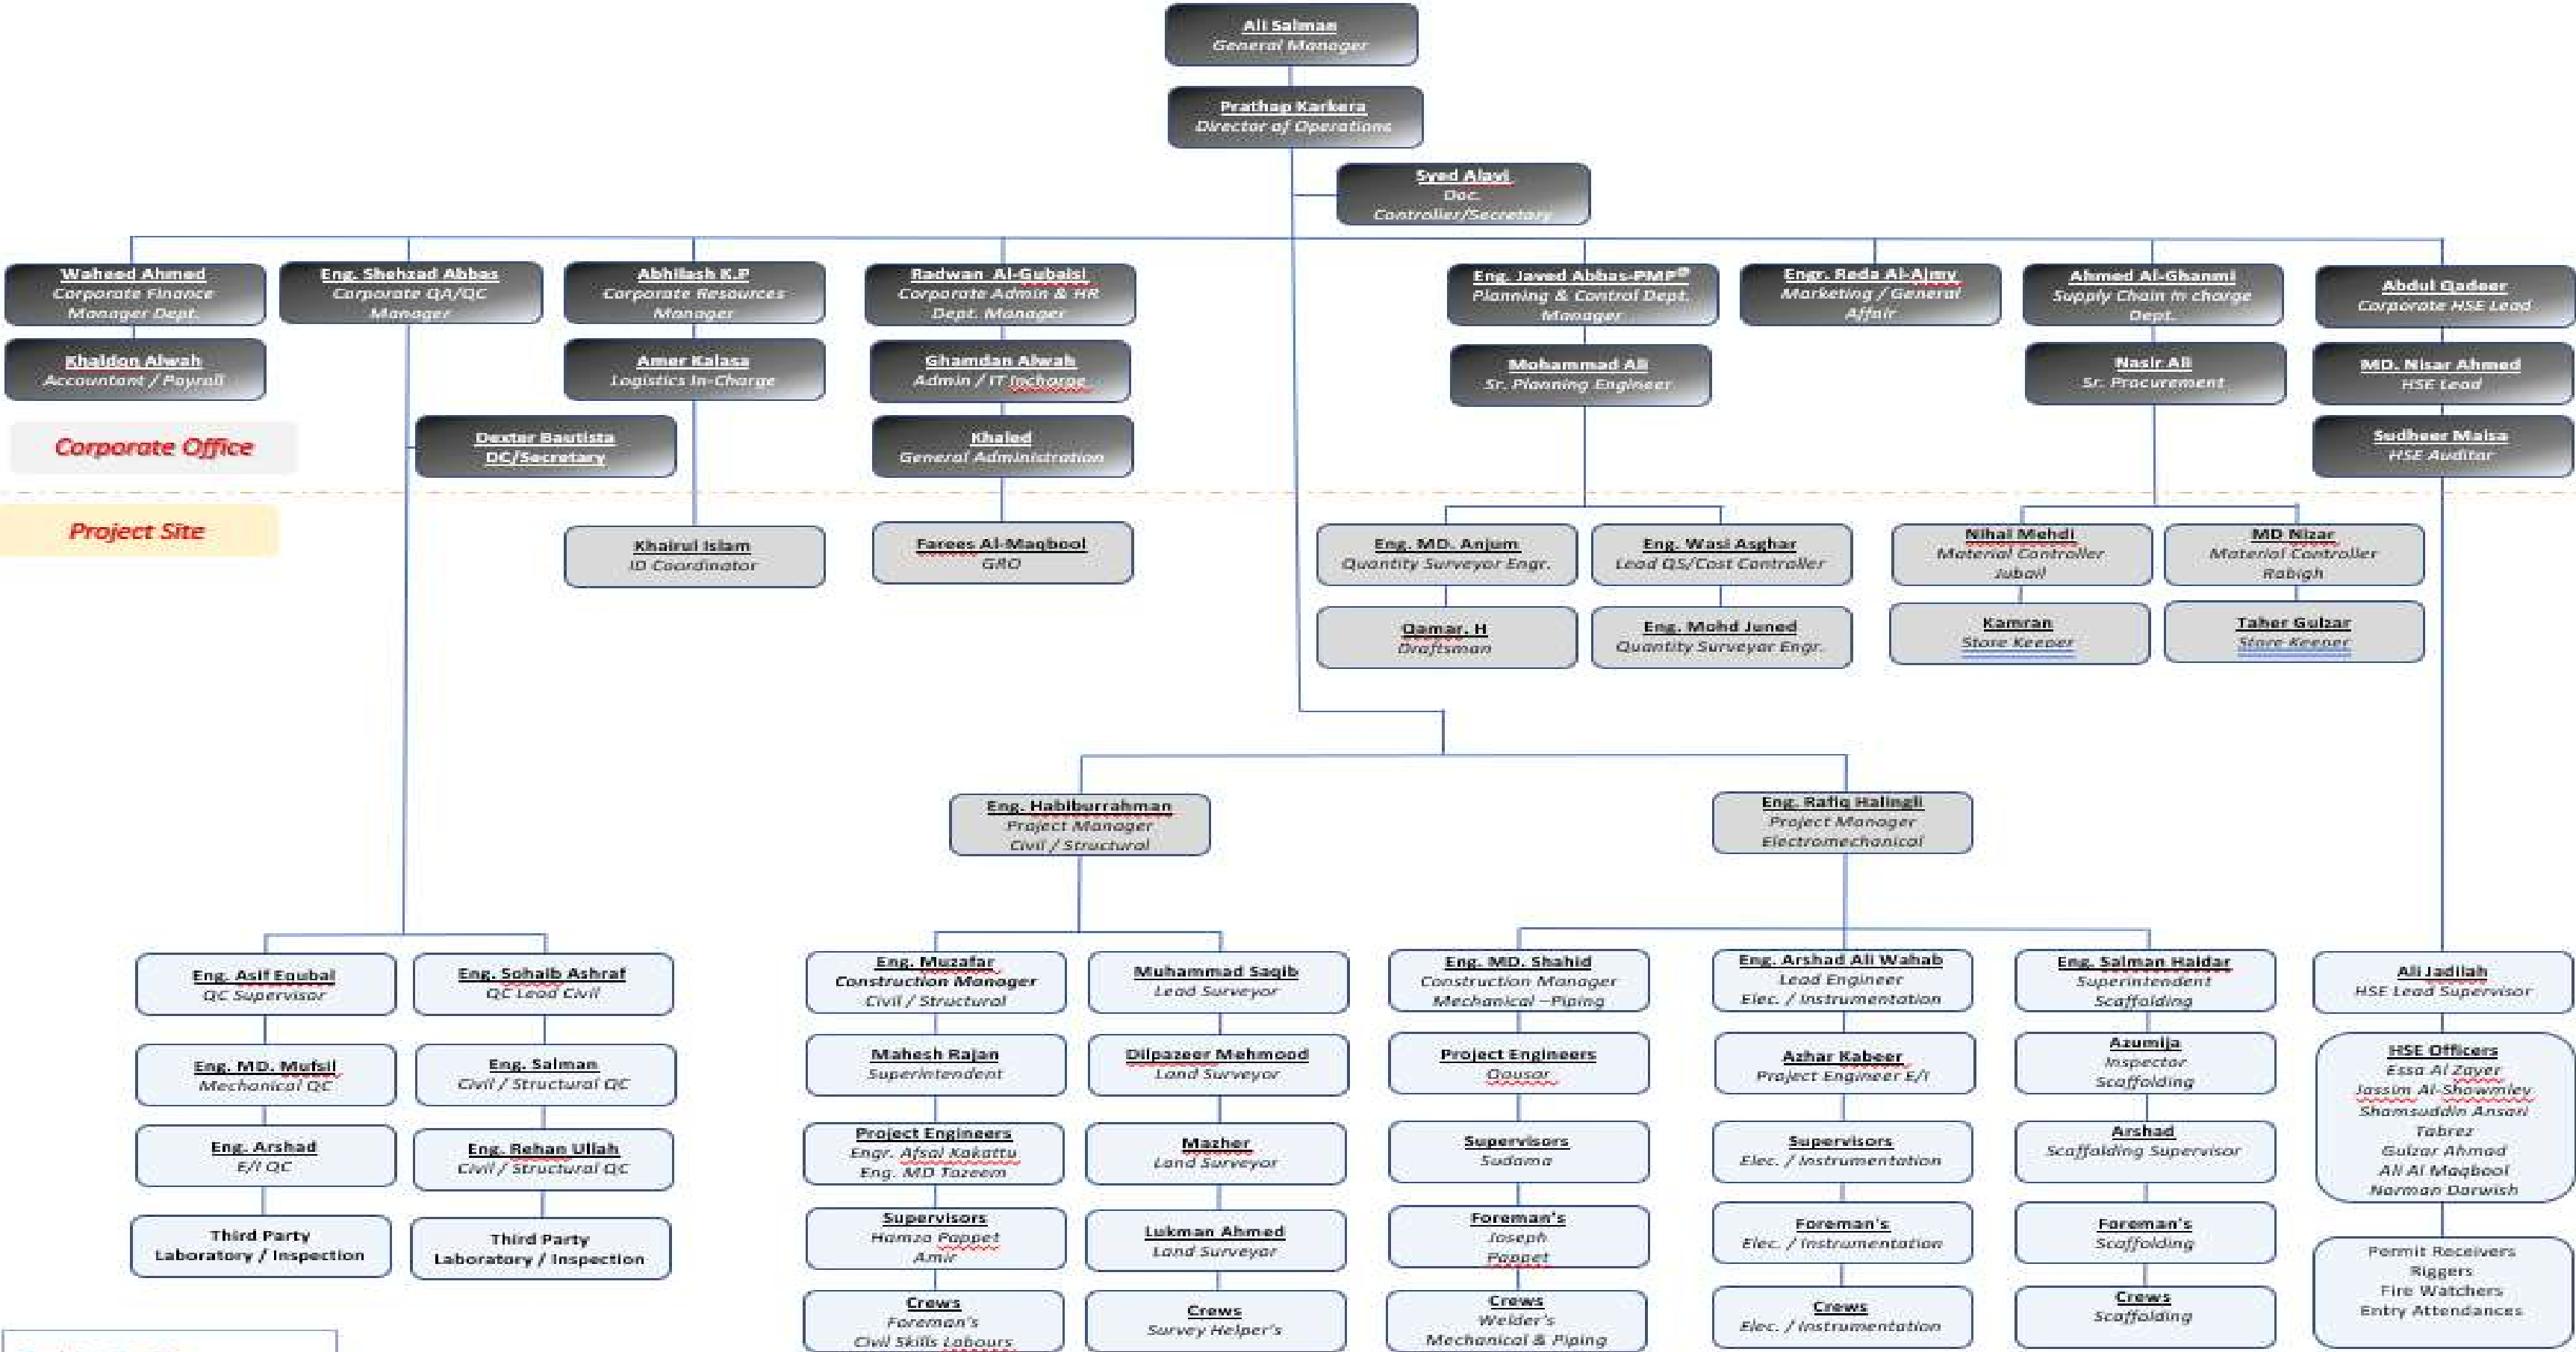 Ali Salman
General Manager
Prathap Karkera
Director of Operations
Syed Alavi
Doc.
Controller/Secretary
Waheed Ahmed
Corporate Finance
Manager Dept.
Eng. Shehzad Abbas
Corporate QA/QC
Manager
Abhilash K.P
Corporate Resources
Manager
Radwan Al-Gubaisi
Corporate Admin & HR
Dept. Manager
Eng. Javed Abbas-PMP®
Planning & Control Dept.
Manager
Engr. Reda Al-Ajmy
Marketing / General
Affair
Ahmed Al-Ghanmi
Supply Chain in charge
Dept.
Abdul Qadeer
Corporate HSE Lead
Khaldon Alwah
Accountant / Payroll
Amer Kalasa
Logistics In-Charge
Ghamdan Alwah
Admin / IT Incharge
Mohammad Ali
Sr. Planning Engineer
Nasir Ali
Sr. Procurement
MD. Nisar Ahmed
HSE Lead
Corporate Office
Dexter Bautista
DC/Secretary
Khaled
General Administration
Sudheer Maisa
HSE Auditor
Project Site
Khairul Islam
ID Coordinator
Farees Al-Maqbool
GRO
Eng. MD. Anjum
Quantity Surveyor Engr.
Eng. Wasi Asghar
Lead QS/Cost Controller
Nihal Mehdi
Material Controller
Jubail
MD Nizar
Material Controller
Rabigh
Qamar. H
Draftsman
Eng. Mohd Juned
Quantity Surveyor Engr.
Kamran
Store Keeper
Taher Gulzar
Store Keeper
Eng. Habiburrahman
Project Manager
Civil / Structural
Eng. Rafiq Halingli
Project Manager
Electromechanical
Eng. Asif Equbal
QC Supervisor
Eng. Sohaib Ashraf
QC Lead Civil
Eng. Muzafar
Construction Manager
Civil / Structural
Muhammad Saqib
Lead Surveyor
Eng. MD. Shahid
Construction Manager
Mechanical –Piping
Eng. Arshad Ali Wahab
Lead Engineer
Elec. / Instrumentation
Eng. Salman Haidar
Superintendent
Scaffolding
Ali Jadilah
HSE Lead Supervisor
Eng. MD. Mufsil
Mechanical QC
Eng. Salman
Civil / Structural QC
Mahesh Rajan
Superintendent
Dilpazeer Mehmood
Land Surveyor
Project Engineers
Qousar
Azhar Kabeer
Project Engineer E/I
Azumija
Inspector
Scaffolding
HSE Officers
Essa Al Zayer
Jassim Al-Showmley
Shamsuddin Ansari
Tabrez
Gulzar Ahmad
Ali Al Maqbool
Norman Darwish
Eng. Arshad
E/I QC
Eng. Rehan Ullah
Civil / Structural QC
Project Engineers
Engr. Afsal Kakattu
Eng. MD Tazeem
Mazher
Land Surveyor
Supervisors
Sudama
Supervisors
Elec. / Instrumentation
Arshad
Scaffolding Supervisor
Third Party
Laboratory / Inspection
Third Party
Laboratory / Inspection
Supervisors
Hamza Pappet
Amir
Lukman Ahmed
Land Surveyor
Foreman's
Joseph
Pappet
Foreman's
Elec. / Instrumentation
Foreman's
Scaffolding
Permit Receivers
Riggers
Fire Watchers
Entry Attendances
Crews
Foreman's
Civil Skills Labours
Crews
Survey Helper's
Crews
Welder's
Mechanical & Piping
Crews
Elec. / Instrumentation
Crews
Scaffolding